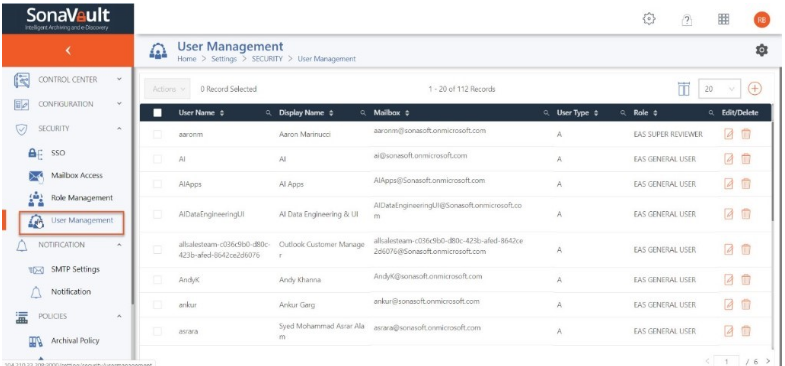 SonaVault
Intelligent Archiving and e-Discovery
RB
User Management
Home > Settings > SECURITY > User Management
CONTROL CENTER
CONFIGURATION
SECURITY
SSO
Mailbox Access
Role Management
User Management
NOTIFICATION
SMTP Settings
Notification
POLICIES
Archival Policy
Actions 0 Record Selected 1 - 20 of 112 Records 20
User Name Display Name Mailbox User Type Role Edit/Delete
aaronm Aaron Marinucci aaronm@sonasoft.onmicrosoft.com A EAS SUPER REVIEWER
AI AI ai@sonasoft.onmicrosoft.com A EAS GENERAL USER
AIApps AI Apps AIApps@Sonasoft.onmicrosoft.com A EAS GENERAL USER
AIDataEngineeringUI AI Data Engineering & UI AIDataEngineeringUI@Sonasoft.onmicrosoft.co
m A EAS GENERAL USER
allsalesteam-c036c9b0-d80c- Outlook Customer Manage allsalesteam-c036c9b0-d80c-423b-afed-8642ce
423b-afed-8642ce2d6076 r 2d6076@Sonasoft.onmicrosoft.com A EAS GENERAL USER
AndyK Andy Khanna AndyK@sonasoft.onmicrosoft.com A EAS GENERAL USER
ankur Ankur Garg ankur@sonasoft.onmicrosoft.com A EAS GENERAL USER
asrara Syed Mohammad Asrar Ala
m asrara@sonasoft.onmicrosoft.com A EAS GENERAL USER
< 1 / 6 >